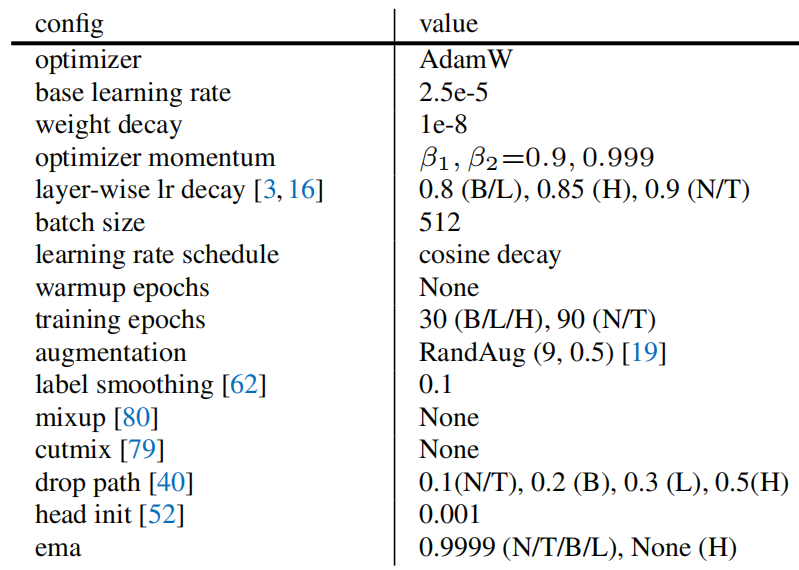 config value
optimizer AdamW
base learning rate 2.5e-5
weight decay 1e-8
optimizer momentum β₁, β₂=0.9, 0.999
layer-wise lr decay [3, 16] 0.8 (B/L), 0.85 (H), 0.9 (N/T)
batch size 512
learning rate schedule cosine decay
warmup epochs None
training epochs 30 (B/L/H), 90 (N/T)
augmentation RandAug (9, 0.5) [19]
label smoothing [62] 0.1
mixup [80] None
cutmix [79] None
drop path [40] 0.1(N/T), 0.2 (B), 0.3 (L), 0.5(H)
head init [52] 0.001
ema 0.9999 (N/T/B/L), None (H)